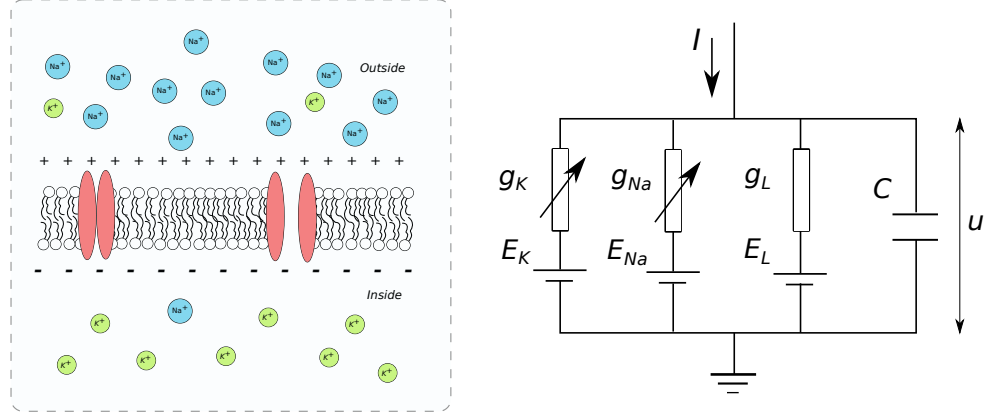 Na+
Na+
Na+
Na+
Na+
Na+
Na+
K+
K+
Na+
Na+
Na+
Na+
Na+
Outside
+ + + + + + + + + + + + + + + +
- - - - - - - - - - - - -
Inside
Na+
K+
K+
K+
K+
K+
K+
K+
K+
I
gK
gNa
gL
C
u
EK
ENa
EL